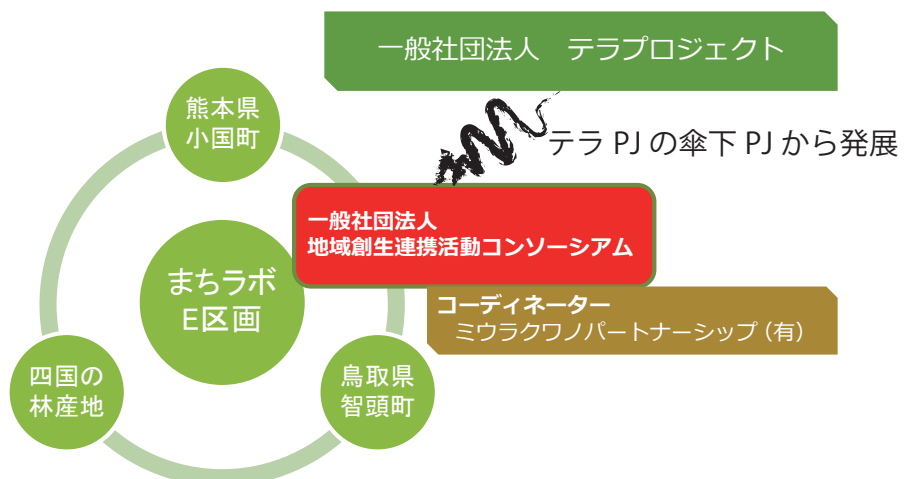 一般社団法人　テラプロジェクト
熊本県
小国町
テラ PJ の傘下 PJ から発展
一般社団法人
地域創生連携活動コンソーシアム
まちラボ
E区画
コーディネーター
ミウラクワノパートナーシップ（有）
四国の
林産地
鳥取県
智頭町